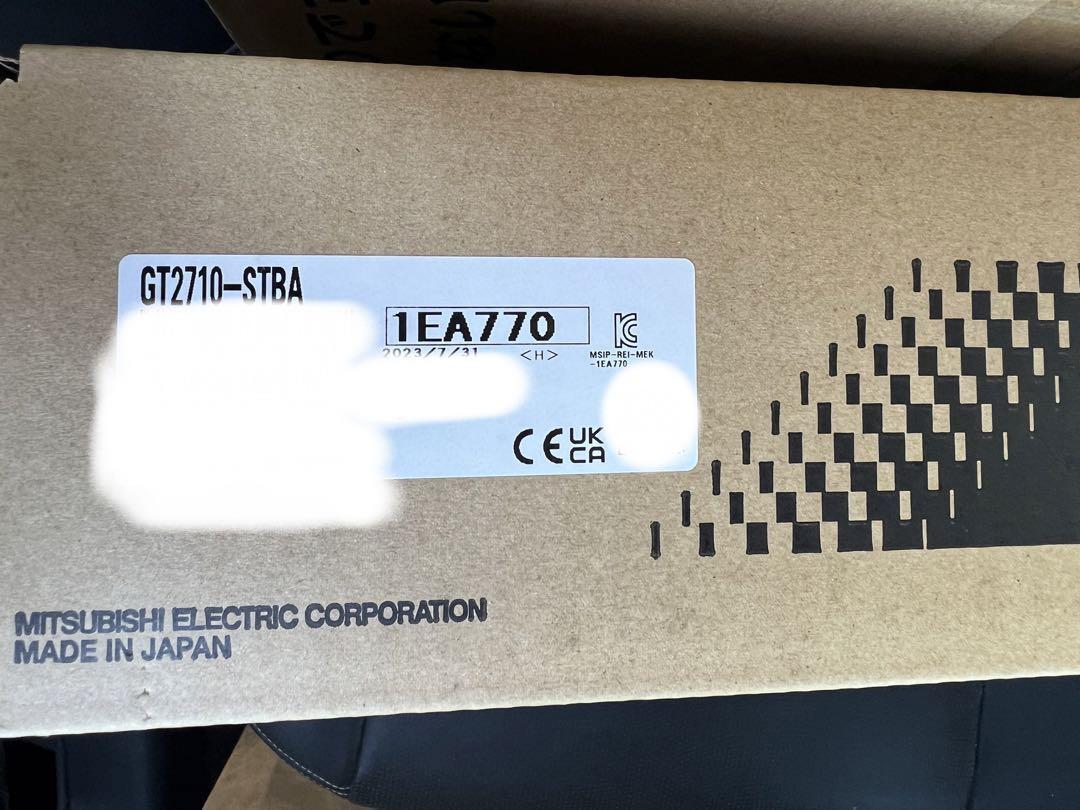 GT2710-STBA
1EA770
2023/7/31 <H>
MSIP-REI-MEK
-1EA770
CE UK
CA
MITSUBISHI ELECTRIC CORPORATION
MADE IN JAPAN